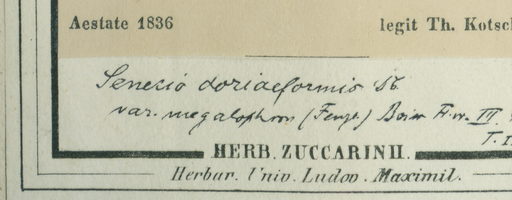 Aestate 1836 legit Th. Kotsch
Senecio doriaeformis
var. megalophon (Fenzl.) Boiss Fl. or. III
HERB. ZUCCARINII.
Herbar. Univ. Ludov. Maximil.